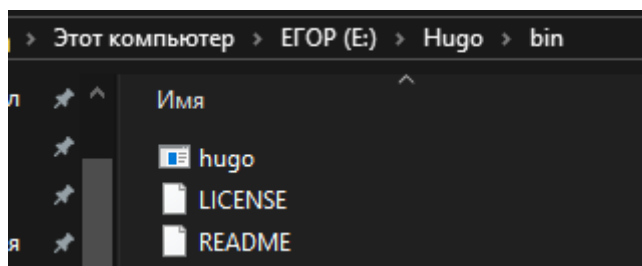 Этот компьютер > ЕГОР (E:) > Hugo > bin
л Имя
hugo
LICENSE
я README